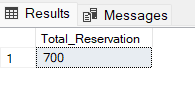 Results Messages
Total_Reservation
1 700